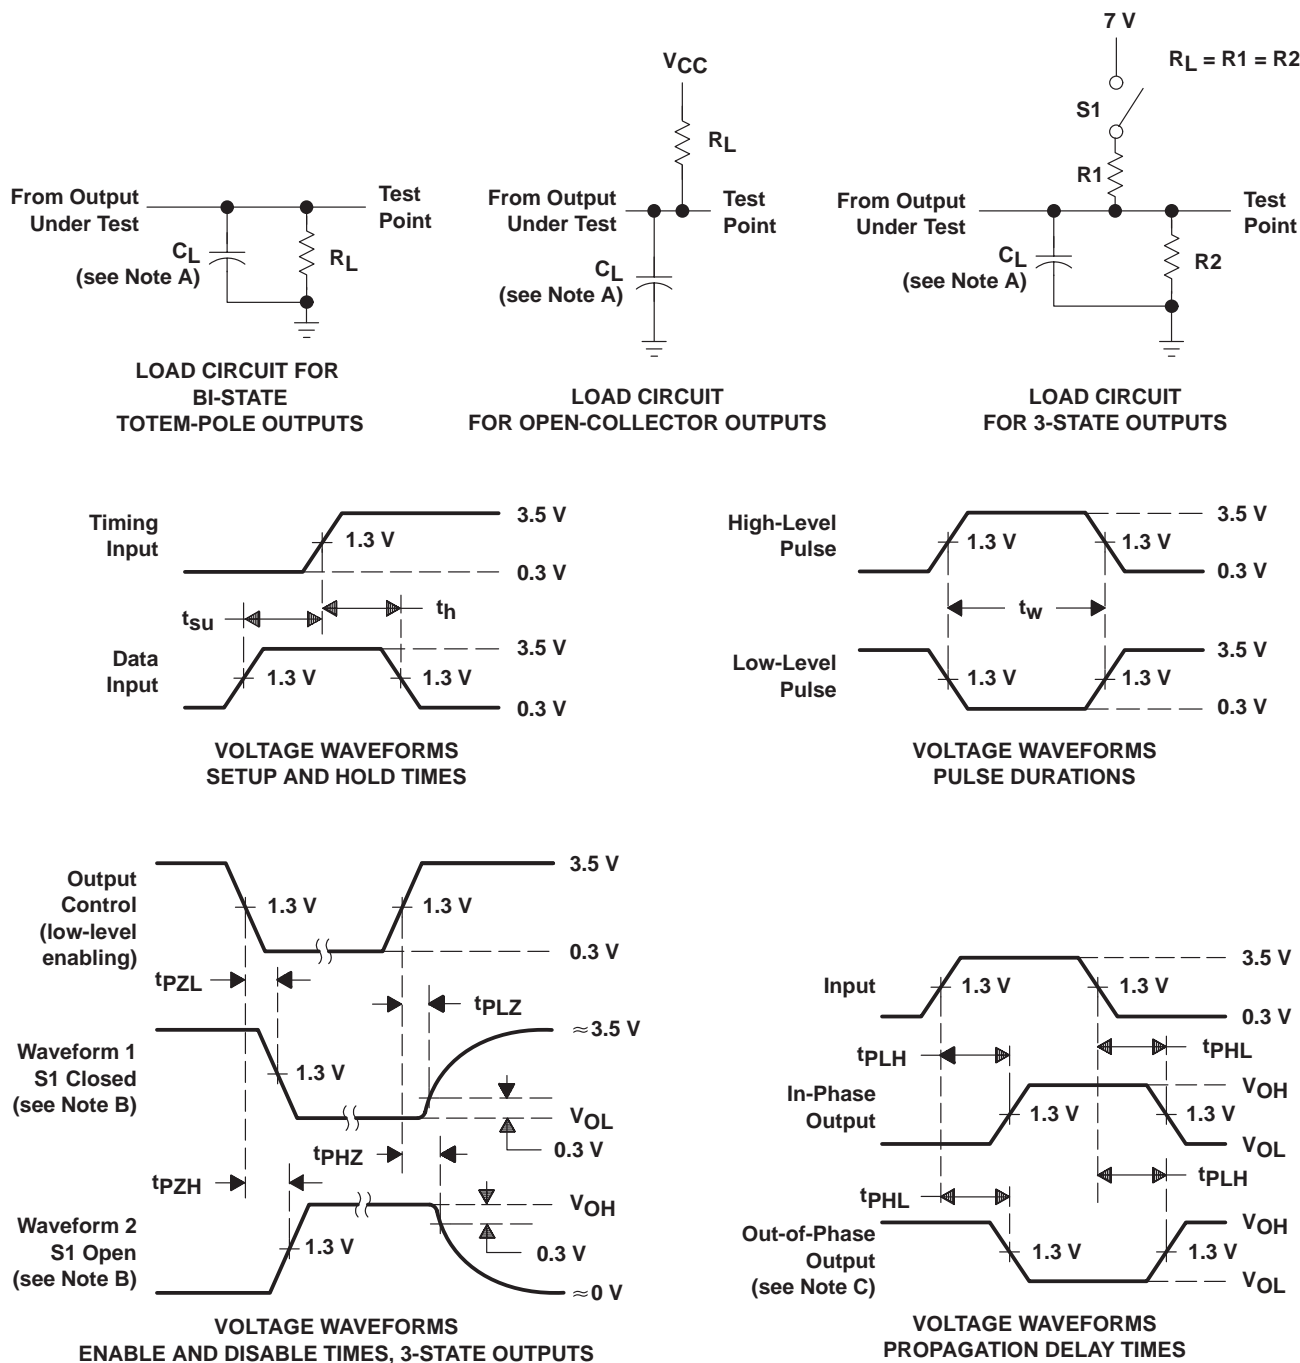 From Output
Under Test
Test
Point
CL
(see Note A)
RL
LOAD CIRCUIT FOR
BI-STATE
TOTEM-POLE OUTPUTS
VCC
RL
From Output
Under Test
Test
Point
CL
(see Note A)
LOAD CIRCUIT
FOR OPEN-COLLECTOR OUTPUTS
7 V
RL = R1 = R2
S1
R1
From Output
Under Test
Test
Point
CL
(see Note A)
R2
LOAD CIRCUIT
FOR 3-STATE OUTPUTS
Timing
Input
1.3 V
3.5 V
0.3 V
tsu
th
Data
Input
1.3 V
1.3 V
3.5 V
0.3 V
VOLTAGE WAVEFORMS
SETUP AND HOLD TIMES
High-Level
Pulse
1.3 V
1.3 V
3.5 V
0.3 V
tw
Low-Level
Pulse
1.3 V
1.3 V
3.5 V
0.3 V
VOLTAGE WAVEFORMS
PULSE DURATIONS
Output
Control
(low-level
enabling)
1.3 V
1.3 V
3.5 V
0.3 V
tPZL
tPLZ
Waveform 1
S1 Closed
(see Note B)
1.3 V
≈3.5 V
VOL
0.3 V
tPHZ
tPZH
Waveform 2
S1 Open
(see Note B)
1.3 V
VOH
0.3 V
≈0 V
VOLTAGE WAVEFORMS
ENABLE AND DISABLE TIMES, 3-STATE OUTPUTS
Input
1.3 V
1.3 V
3.5 V
0.3 V
tPLH
tPHL
In-Phase
Output
1.3 V
1.3 V
VOH
VOL
tPHL
tPLH
Out-of-Phase
Output
(see Note C)
1.3 V
1.3 V
VOH
VOL
VOLTAGE WAVEFORMS
PROPAGATION DELAY TIMES